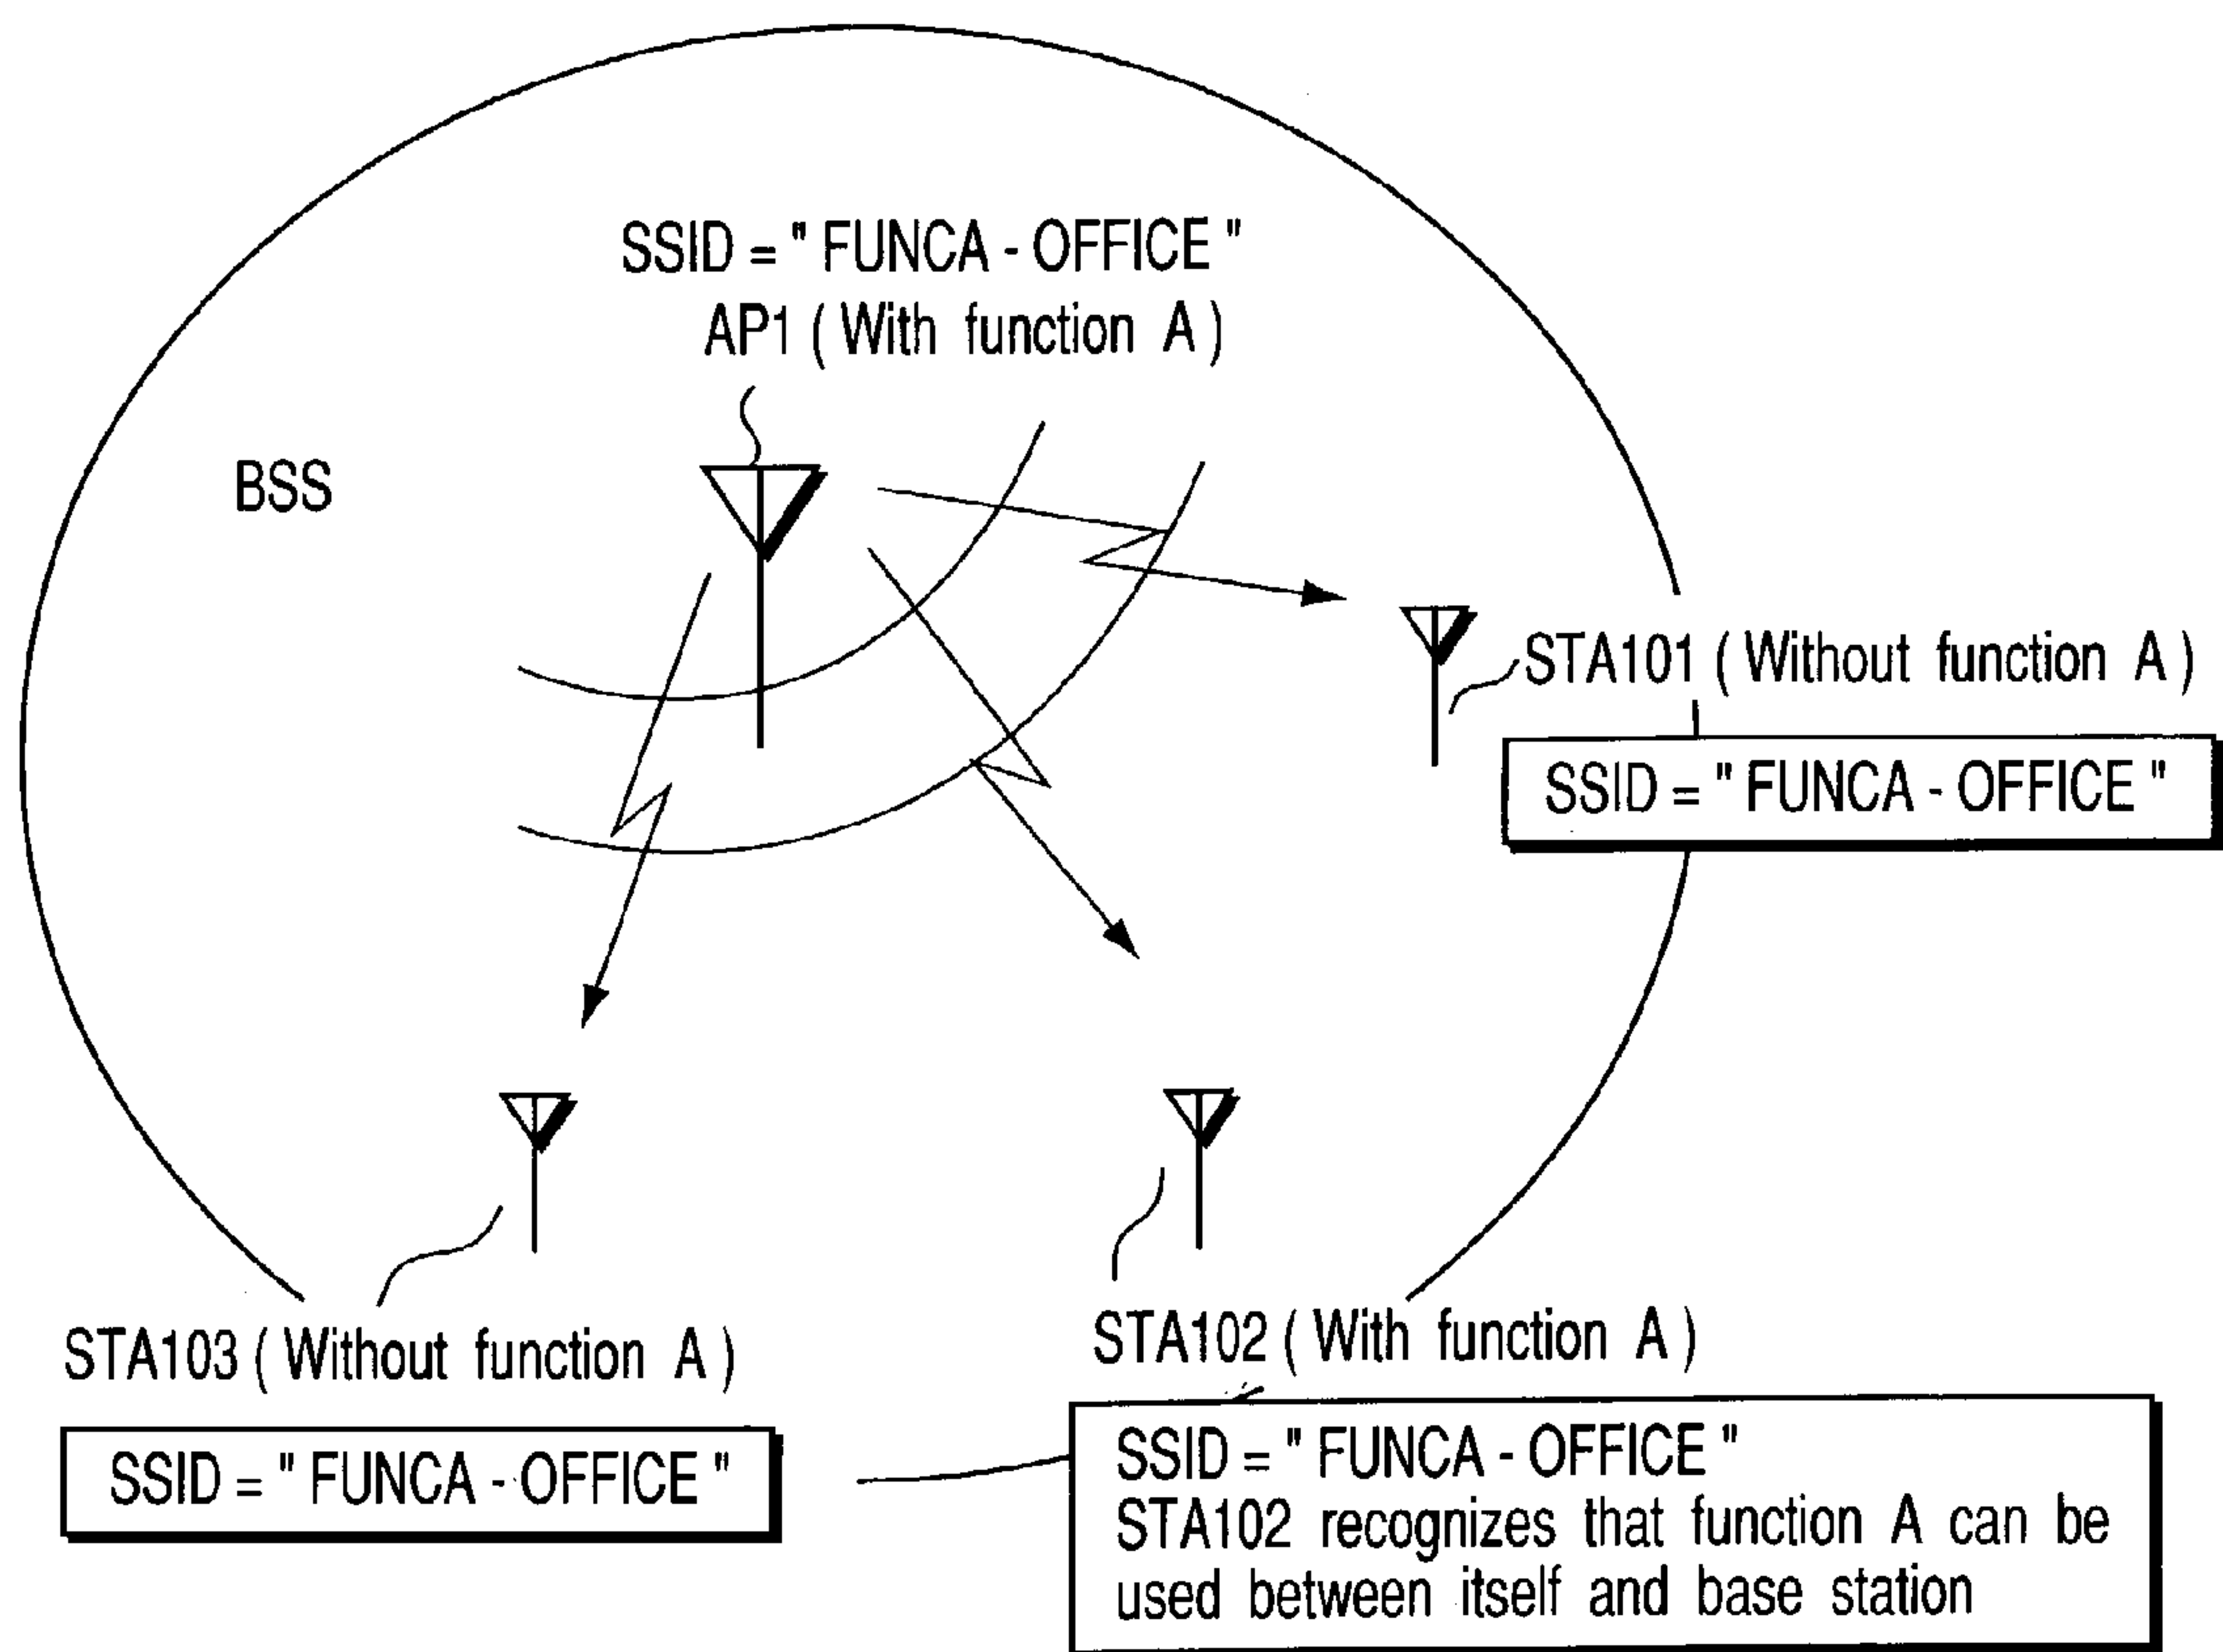 SSID = " FUNCA - OFFICE "
AP1 ( With function A )
BSS
STA101 ( Without function A )
SSID = " FUNCA - OFFICE "
STA103 ( Without function A )
SSID = " FUNCA - OFFICE "
STA102 ( With function A )
SSID = " FUNCA - OFFICE "
STA102 recognizes that function A can be
used between itself and base station